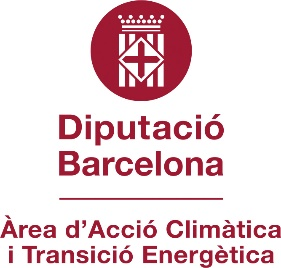 Diputació
Barcelona
Àrea d'Acció Climàtica
i Transició Energètica